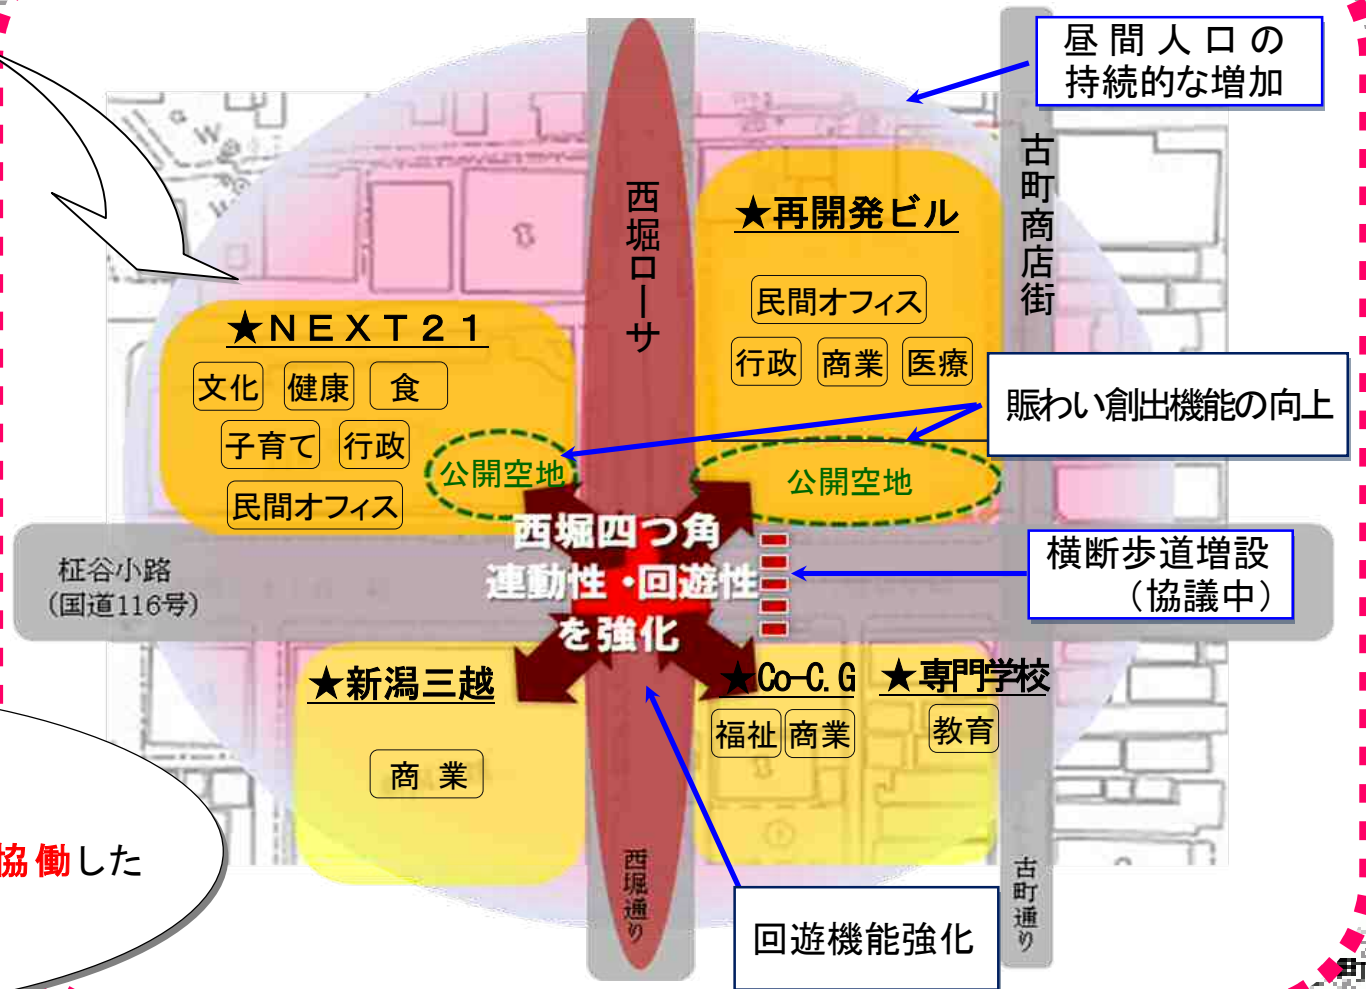 昼間人口の
持続的な増加
古町商店街
西堀ローサ
★再開発ビル
民間オフィス
行政 商業 医療
★ＮＥＸＴ２１
文化 健康 食
子育て 行政
民間オフィス
公開空地
公開空地
賑わい創出機能の向上
西堀四つ角
連動性・回遊性
を強化
横断歩道増設
（協議中）
柾谷小路
（国道116号）
★新潟三越
商 業
★Co-C.G ★専門学校
福祉 商業 教育
協働した
西堀通り
古町通り
回遊機能強化
町